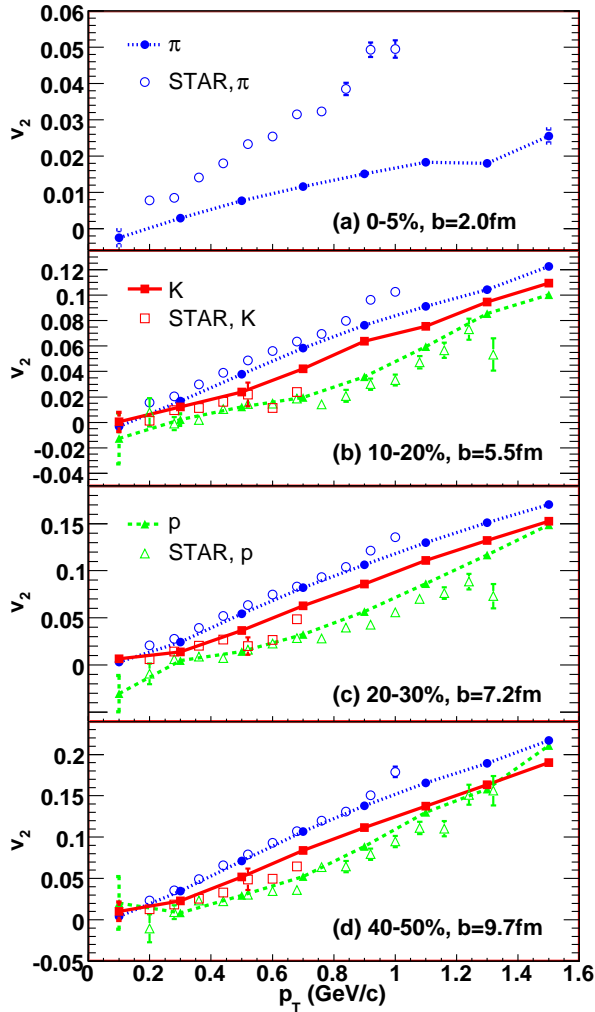 0.06
0.05
0.04
0.03
0.02
0.01
0
v2
π
STAR, π
(a) 0-5%, b=2.0fm
0.12
0.1
0.08
0.06
0.04
0.02
0
-0.02
-0.04
v2
K
STAR, K
(b) 10-20%, b=5.5fm
0.15
0.1
0.05
0
v2
p
STAR, p
(c) 20-30%, b=7.2fm
0.2
0.15
0.1
0.05
0
-0.05
v2
(d) 40-50%, b=9.7fm
0 0.2 0.4 0.6 0.8 1 1.2 1.4 1.6
pT (GeV/c)